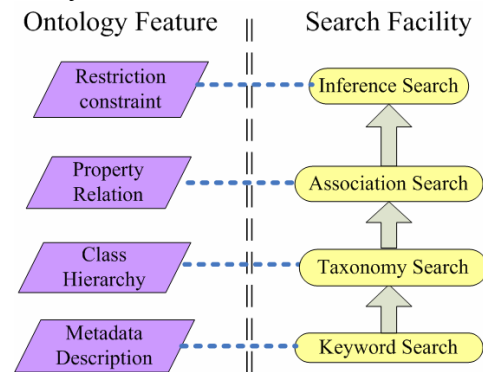 Ontology Feature
Search Facility
Restriction
constraint
Inference Search
Property
Relation
Association Search
Class
Hierarchy
Taxonomy Search
Metadata
Description
Keyword Search